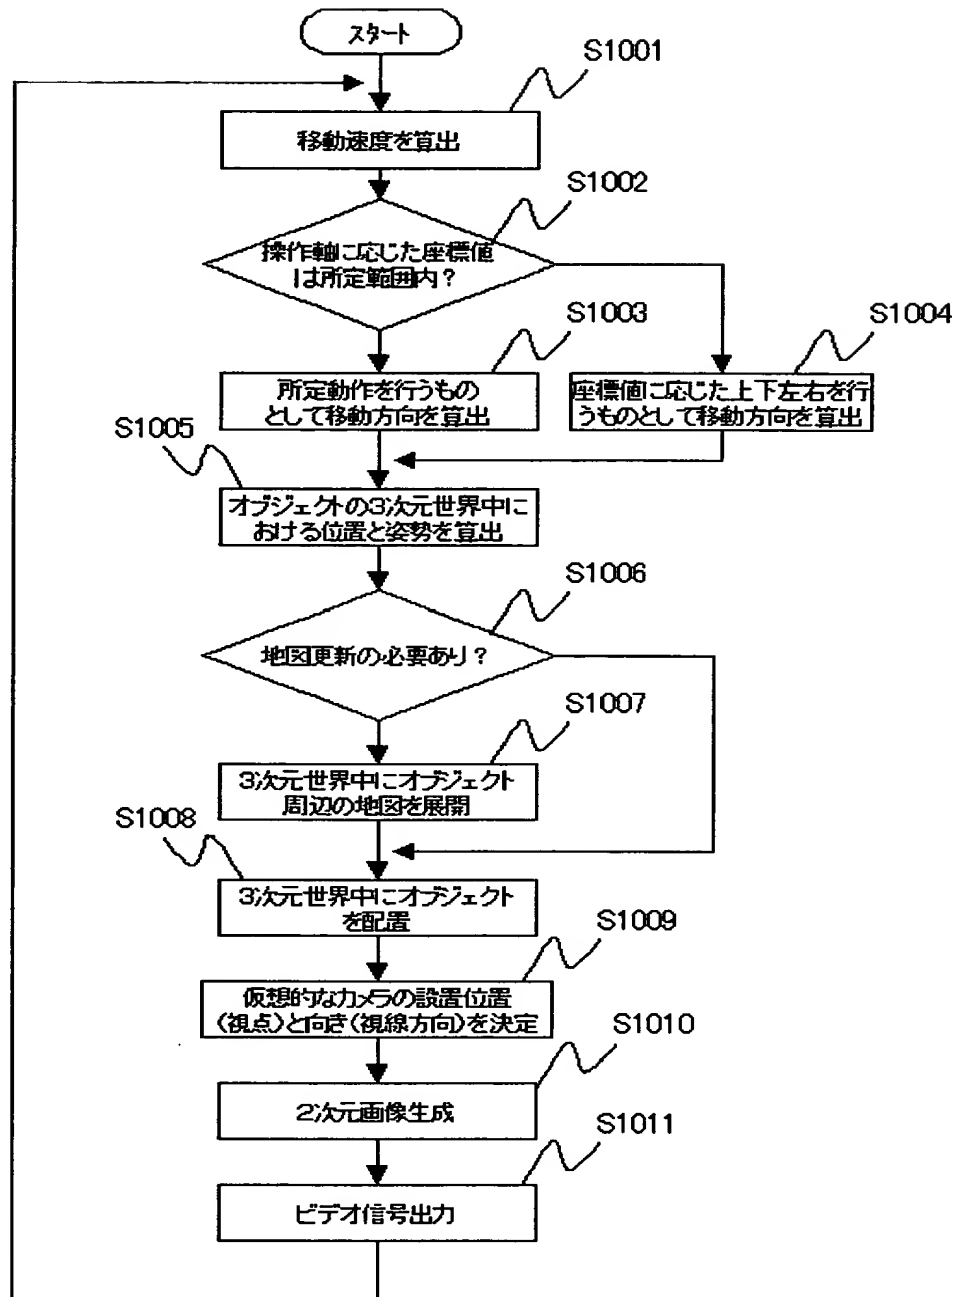 スタート
S1001
移動速度を算出
S1002
操作軸に応じた座標値
は所定範囲内？
S1003
所定動作を行うもの
として移動方向を算出
S1004
座標値に応じた上下左右を行
うものとして移動方向を算出
S1005
オブジェクトの3次元世界中に
おける位置と姿勢を算出
S1006
地図更新の必要あり？
S1007
3次元世界中にオブジェクト
周辺の地図を展開
S1008
3次元世界中にオブジェクト
を配置
S1009
仮想的なカメラの設置位置
(視点)と向き(視線方向)を決定
S1010
2次元画像生成
S1011
ビデオ信号出力